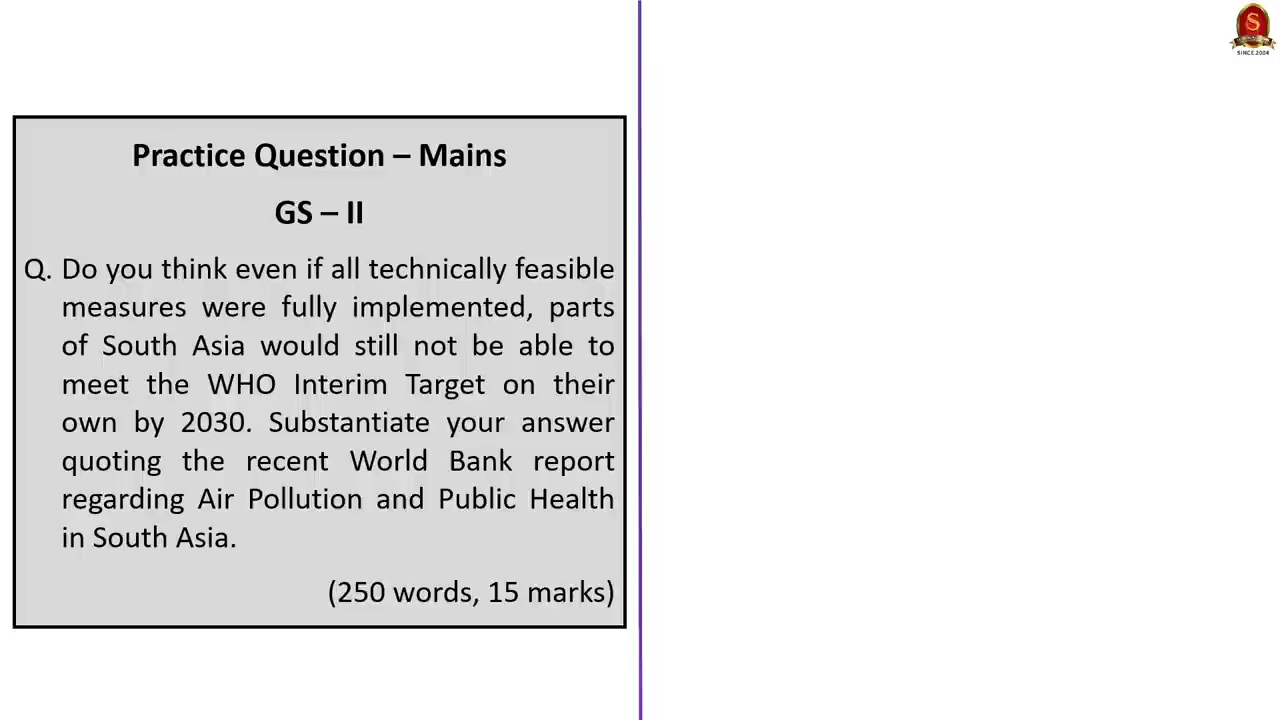 S
SINCE 2004
Practice Question – Mains
GS – II
Q. Do you think even if all technically feasible
measures were fully implemented, parts
of South Asia would still not be able to
meet the WHO Interim Target on their
own by 2030. Substantiate your answer
quoting the recent World Bank report
regarding Air Pollution and Public Health
in South Asia.
(250 words, 15 marks)